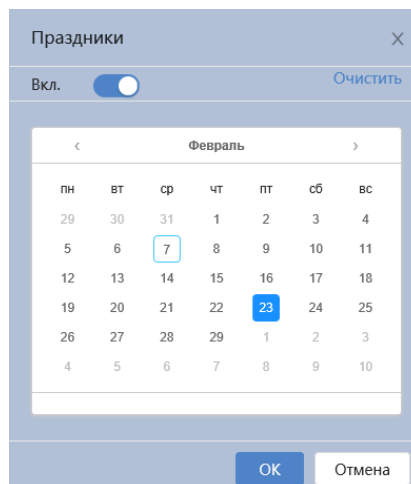 Праздники X
Вкл. Очистить
‹ Февраль ›
пн вт ср чт пт сб вс
29 30 31 1 2 3 4
5 6 7 8 9 10 11
12 13 14 15 16 17 18
19 20 21 22 23 24 25
26 27 28 29 1 2 3
4 5 6 7 8 9 10
ОК Отмена